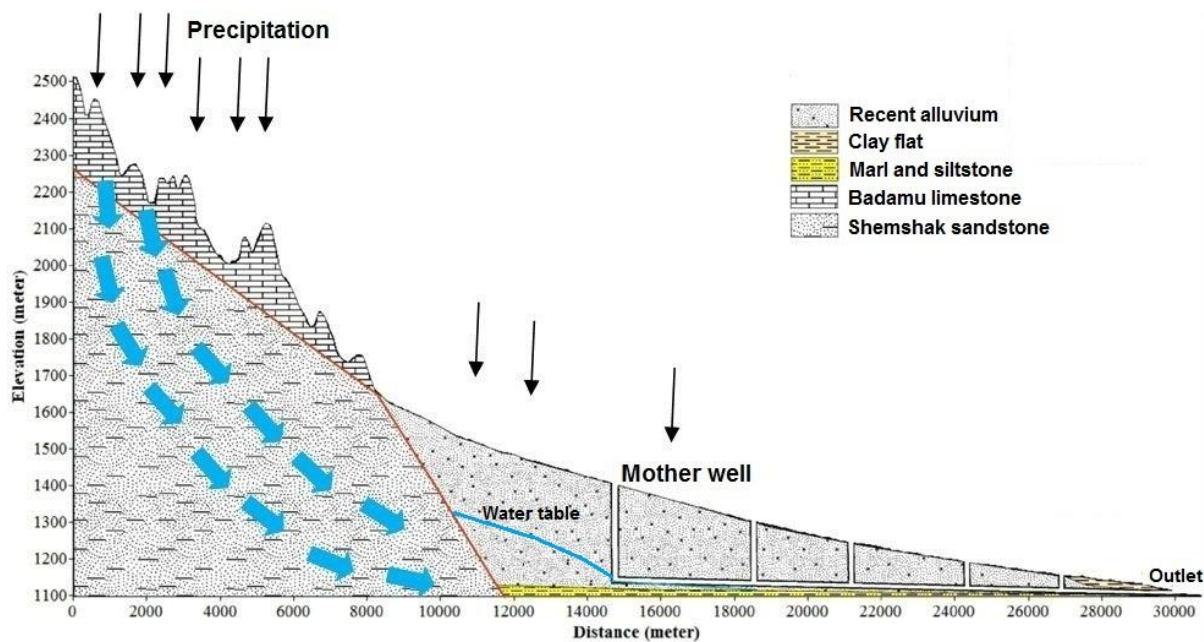 Precipitation
2500
2400
2300
2200
2100
2000
1900
1800
1700
1600
1500
1400
1300
1200
1100
Elevation (meter)
Recent alluvium
Clay flat
Marl and siltstone
Badamu limestone
Shemshak sandstone
Mother well
Water table
Outlet
0 2000 4000 6000 8000 10000 12000 14000 16000 18000 20000 22000 24000 26000 28000 30000
Distance (meter)